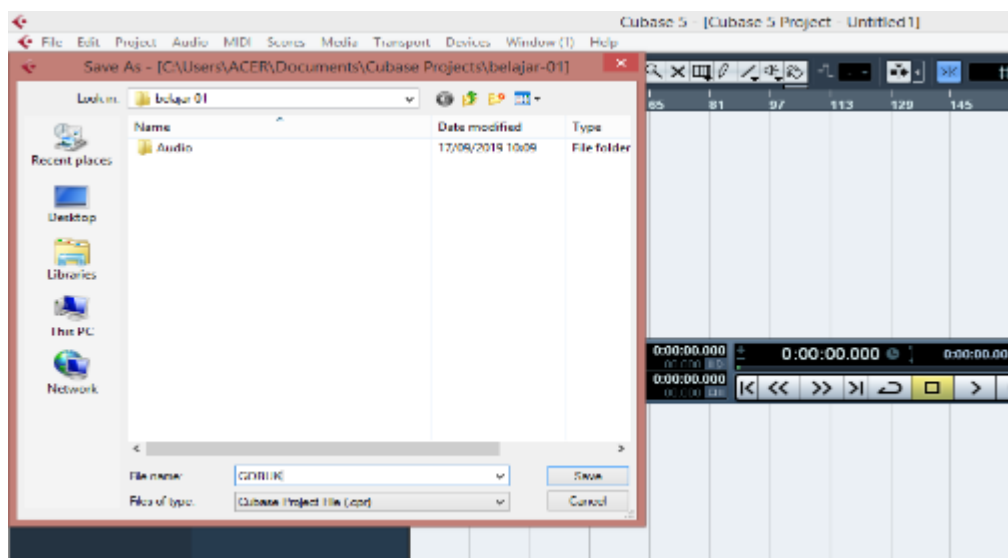 Cubase 5 - [Cubase 5 Project - Untitled1]
File Edit Project Audio MIDI Scores Media Transport Devices Window (1) Help
Save As - [C:\Users\ACER\Documents\Cubase Projects\belajar-01]
Look in: belajar-01
65 81 97 113 129 145
Name Date modified Type
Audio 17/09/2019 10:09 File folder
Recent places
Desktop
Libraries
This PC
Network
0:00:00.000 0:00:00.000 0:00:00.00
0:00:00.000
File name: Save
Files of type: Cubase Project File (.cpr) Cancel